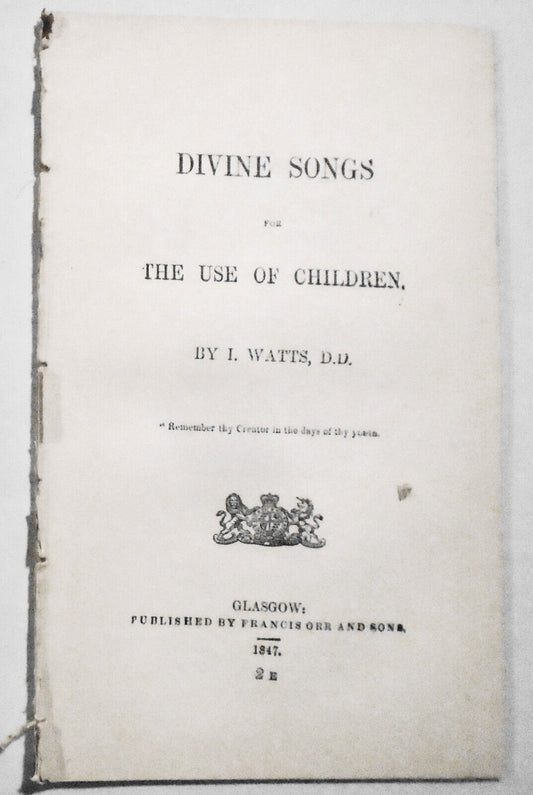 DIVINE SONGS
FOR
THE USE OF CHILDREN.
BY I. WATTS, D.D.
"Remember thy Creator in the days of thy youth.
GLASGOW:
PUBLISHED BY FRANCIS ORR AND SONS.
1847.
2 E